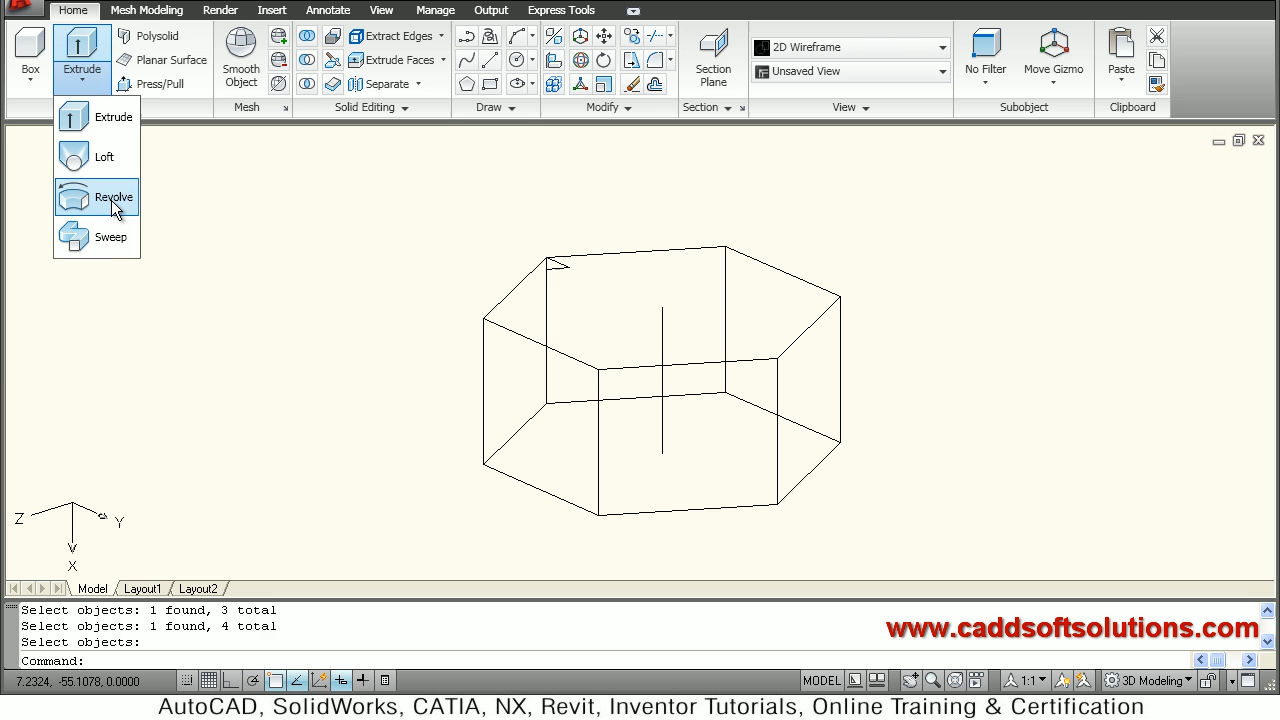 Home Mesh Modeling Render Insert Annotate View Manage Output Express Tools
Box
Extrude
Polysolid
Planar Surface
Press/Pull
Smooth
Object
Extract Edges
Extrude Faces
Separate
2D Wireframe
Unsaved View
Section
Plane
No Filter
Move Gizmo
Paste
Mesh
Solid Editing
Draw
Modify
Section
View
Subobject
Clipboard
Extrude
Loft
Revolve
Sweep
Z
Y
X
Model Layout1 Layout2
Select objects: 1 found, 3 total
Select objects: 1 found, 4 total
Select objects:
Command:
www.caddsoftsolutions.com
7.2324, -55.1078, 0.0000
MODEL
1:1
3D Modeling
AutoCAD, SolidWorks, CATIA, NX, Revit, Inventor Tutorials, Online Training & Certification